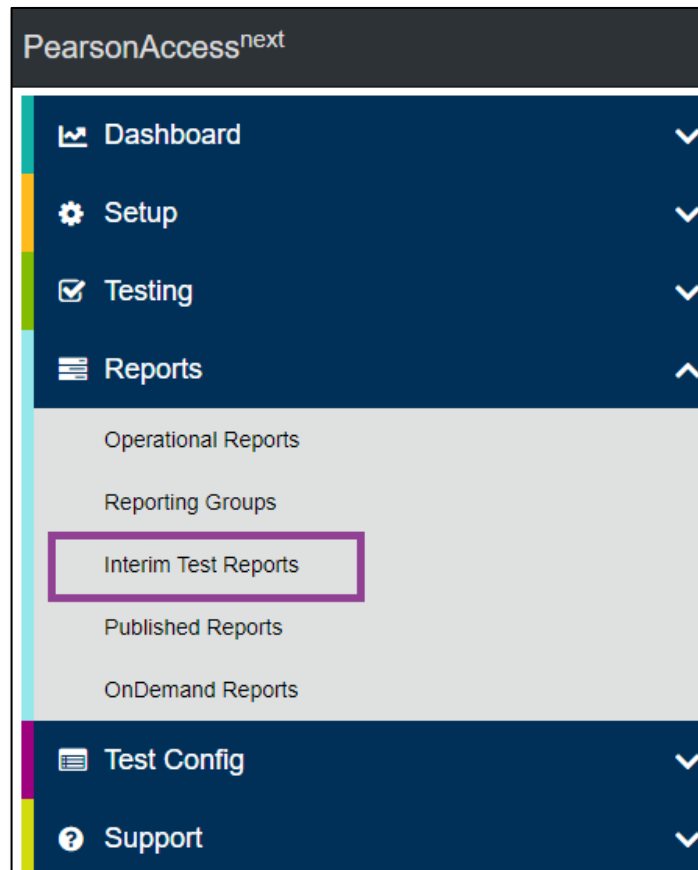 PearsonAccessnext
Dashboard
Setup
Testing
Reports
Operational Reports
Reporting Groups
Interim Test Reports
Published Reports
OnDemand Reports
Test Config
Support